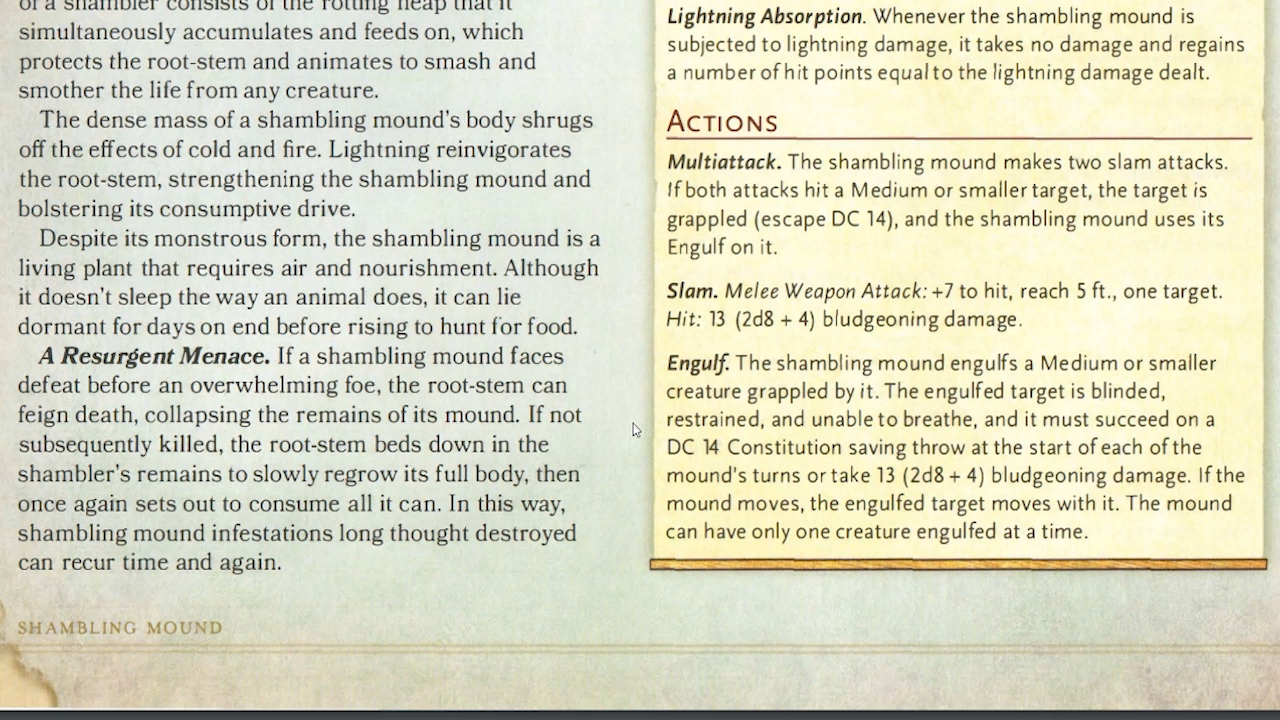 of a shambler consists of the rotting heap that it
simultaneously accumulates and feeds on, which
protects the root-stem and animates to smash and
smother the life from any creature.
The dense mass of a shambling mound's body shrugs
off the effects of cold and fire. Lightning reinvigorates
the root-stem, strengthening the shambling mound and
bolstering its consumptive drive.
Despite its monstrous form, the shambling mound is a
living plant that requires air and nourishment. Although
it doesn't sleep the way an animal does, it can lie
dormant for days on end before rising to hunt for food.
A Resurgent Menace. If a shambling mound faces
defeat before an overwhelming foe, the root-stem can
feign death, collapsing the remains of its mound. If not
subsequently killed, the root-stem beds down in the
shambler's remains to slowly regrow its full body, then
once again sets out to consume all it can. In this way,
shambling mound infestations long thought destroyed
can recur time and again.
Lightning Absorption. Whenever the shambling mound is
subjected to lightning damage, it takes no damage and regains
a number of hit points equal to the lightning damage dealt.
ACTIONS
Multiattack. The shambling mound makes two slam attacks.
If both attacks hit a Medium or smaller target, the target is
grappled (escape DC 14), and the shambling mound uses its
Engulf on it.
Slam. Melee Weapon Attack: +7 to hit, reach 5 ft., one target.
Hit: 13 (2d8 + 4) bludgeoning damage.
Engulf. The shambling mound engulfs a Medium or smaller
creature grappled by it. The engulfed target is blinded,
restrained, and unable to breathe, and it must succeed on a
DC 14 Constitution saving throw at the start of each of the
mound's turns or take 13 (2d8 + 4) bludgeoning damage. If the
mound moves, the engulfed target moves with it. The mound
can have only one creature engulfed at a time.
SHAMBLING MOUND